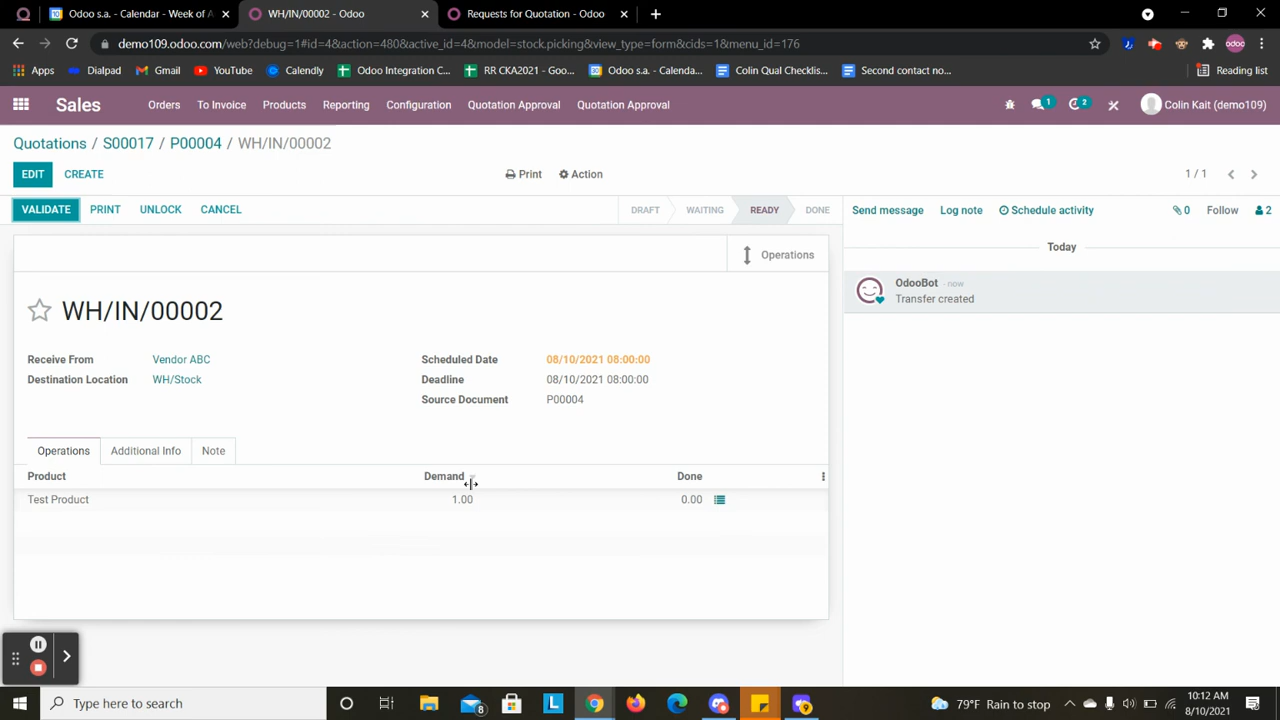 Odoo s.a. - Calendar - Week of A
WH/IN/00002 - Odoo
Requests for Quotation - Odoo
demo109.odoo.com/web?debug=1#id=4&action=480&active_id=4&model=stock.picking&view_type=form&cids=1&menu_id=176
odoo
Apps Dialpad Gmail YouTube Calendly Odoo Integration C... RR CKA2021 - Goo... Odoo s.a. - Calenda... Colin Qual Checklis... Second contact no... Reading list
Sales Orders To Invoice Products Reporting Configuration Quotation Approval Quotation Approval 1 2 Colin Kait (demo109)
Quotations / S00017 / P00004 / WH/IN/00002
EDIT CREATE Print Action 1 / 1
VALIDATE PRINT UNLOCK CANCEL DRAFT WAITING READY DONE
Send message Log note Schedule activity 0 Follow 2
Today
Operations
OdooBot - now
Transfer created
WH/IN/00002
Receive From Vendor ABC Scheduled Date 08/10/2021 08:00:00
Destination Location WH/Stock Deadline 08/10/2021 08:00:00
Source Document P00004
Operations Additional Info Note
Product Demand Done
Test Product 1.00 0.00
Type here to search
L
8
9
79°F Rain to stop
10:12 AM
8/10/2021